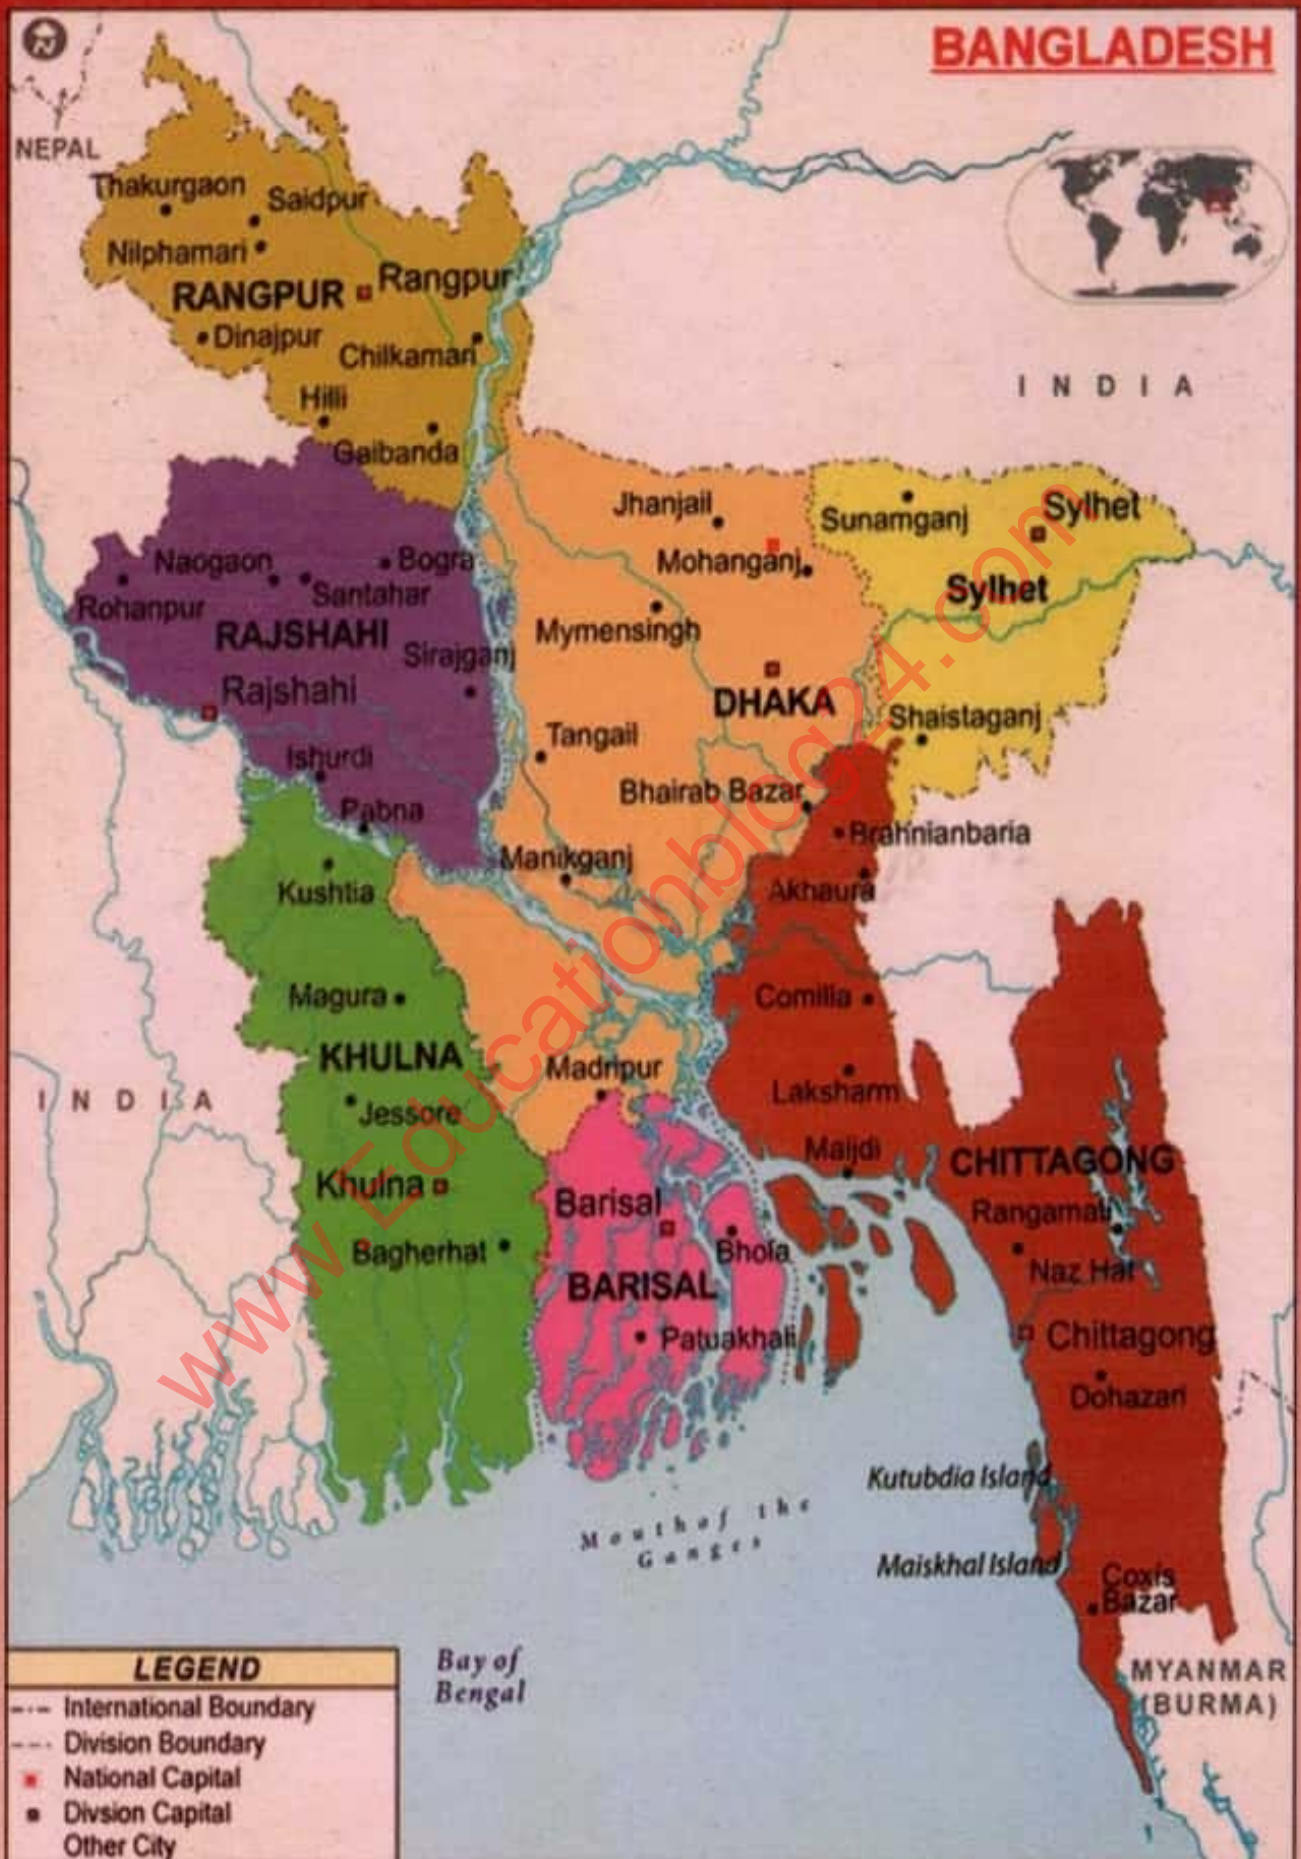 BANGLADESH
N
NEPAL
Thakurgaon
Saidpur
Nilphamari
RANGPUR
Rangpur
Dinajpur
Chilkamari
Hilli
Gaibanda
INDIA
Jhanjail
Sunamganj
Sylhet
Mohanganj
Sylhet
Naogaon
Bogra
Santahar
Rohanpur
RAJSHAHI
Mymensingh
Sirajganj
Rajshahi
DHAKA
Shaistaganj
Tangail
Ishurdi
Bhairab Bazar
Pabna
Brahnianbaria
Manikganj
Kushtia
Akhaura
Magura
Comilla
KHULNA
Madripur
Laksharm
INDIA
Jessore
Maijdi
CHITTAGONG
Khulna
Barisal
Rangamati
Bagherhat
Bhola
Naz Hat
BARISAL
Patuakhali
Chittagong
Dohazari
Kutubdia Island
Mouth of the
Ganges
Maiskhal Island
Coxis
Bazar
Bay of
Bengal
MYANMAR
(BURMA)
LEGEND
International Boundary
Division Boundary
National Capital
Divsion Capital
Other City
www.Educationblog24.com